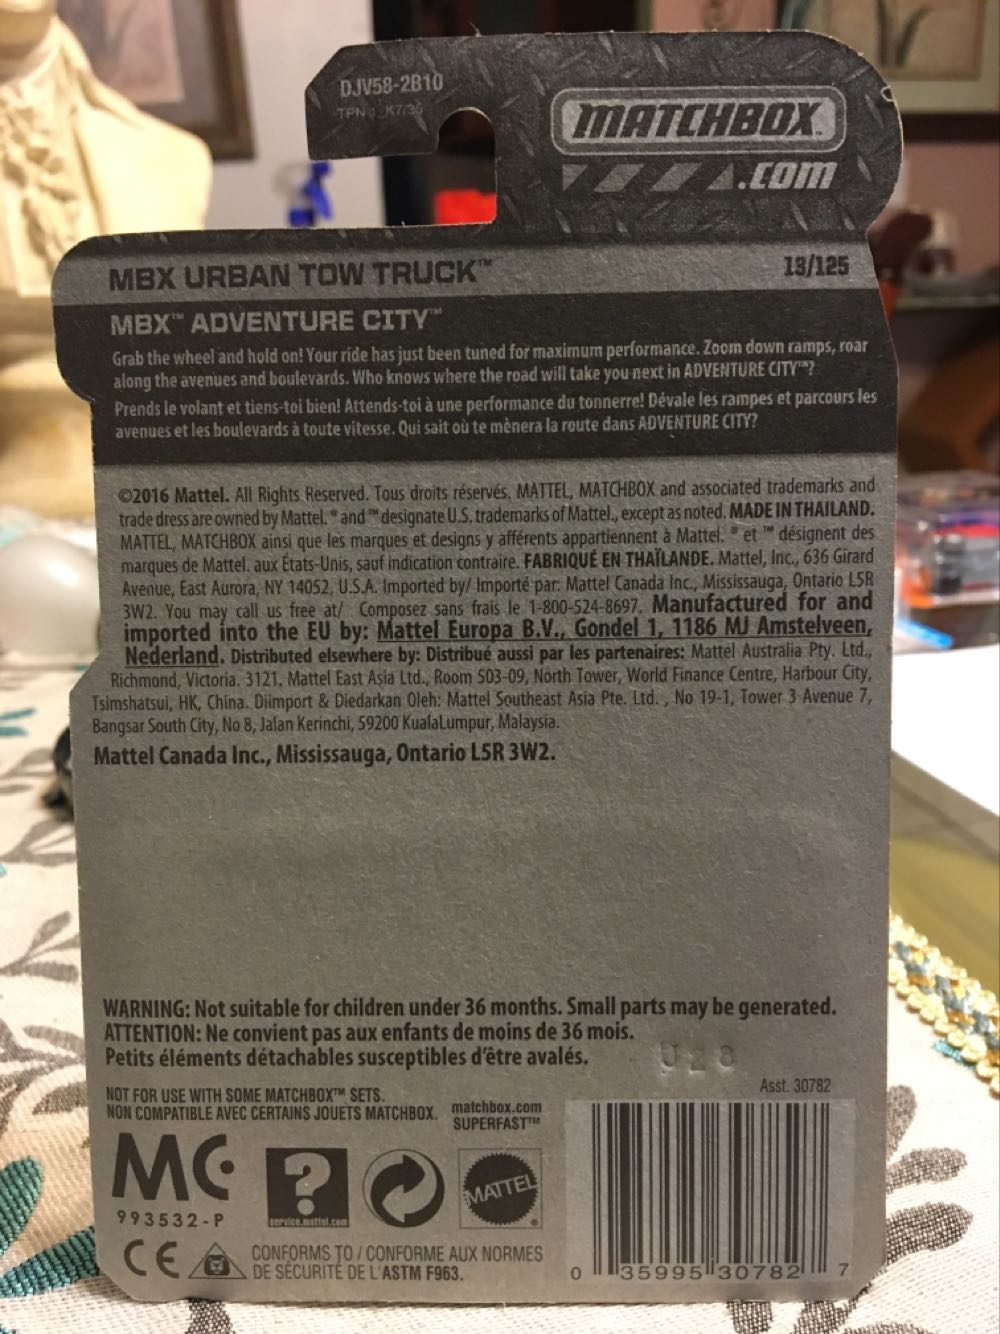 DJV58-2B10
MATCHBOX
.com
MBX URBAN TOW TRUCK™
13/125
MBX™ ADVENTURE CITY™
Grab the wheel and hold on! Your ride has just been tuned for maximum performance. Zoom down ramps, roar
along the avenues and boulevards. Who knows where the road will take you next in ADVENTURE CITY™?
Prends le volant et tiens-toi bien! Attends-toi à une performance du tonnerre! Dévale les rampes et parcours les
avenues et les boulevards à toute vitesse. Qui sait où te mènera la route dans ADVENTURE CITY?
©2016 Mattel. All Rights Reserved. Tous droits réservés. MATTEL, MATCHBOX and associated trademarks and
trade dress are owned by Mattel. ® and ™ designate U.S. trademarks of Mattel., except as noted. MADE IN THAILAND.
MATTEL, MATCHBOX ainsi que les marques et designs y afférents appartiennent à Mattel. ® et ™ désignent des
marques de Mattel. aux États-Unis, sauf indication contraire. FABRIQUÉ EN THAÏLANDE. Mattel, Inc., 636 Girard
Avenue, East Aurora, NY 14052, U.S.A. Imported by/ Importé par: Mattel Canada Inc., Mississauga, Ontario L5R
3W2. You may call us free at/ Composez sans frais le 1-800-524-8697. Manufactured for and
imported into the EU by: Mattel Europa B.V., Gondel 1, 1186 MJ Amstelveen,
Nederland. Distributed elsewhere by: Distribué aussi par les partenaires: Mattel Australia Pty. Ltd.,
Richmond, Victoria. 3121. Mattel East Asia Ltd., Room 503-09, North Tower, World Finance Centre, Harbour City,
Tsimshatsui, HK, China. Diimport & Diedarkan Oleh: Mattel Southeast Asia Pte. Ltd. , No 19-1, Tower 3 Avenue 7,
Bangsar South City, No 8, Jalan Kerinchi, 59200 KualaLumpur, Malaysia.
Mattel Canada Inc., Mississauga, Ontario L5R 3W2.
WARNING: Not suitable for children under 36 months. Small parts may be generated.
ATTENTION: Ne convient pas aux enfants de moins de 36 mois.
Petits éléments détachables susceptibles d'être avalés.
J28
Asst. 30782
NOT FOR USE WITH SOME MATCHBOX™ SETS.
NON COMPATIBLE AVEC CERTAINS JOUETS MATCHBOX.
matchbox.com
SUPERFAST™
MC
993532-P
?
service.mattel.com
MATTEL
CE
CONFORMS TO / CONFORME AUX NORMES
DE SÉCURITÉ DE L'ASTM F963.
0 35995 30782 7